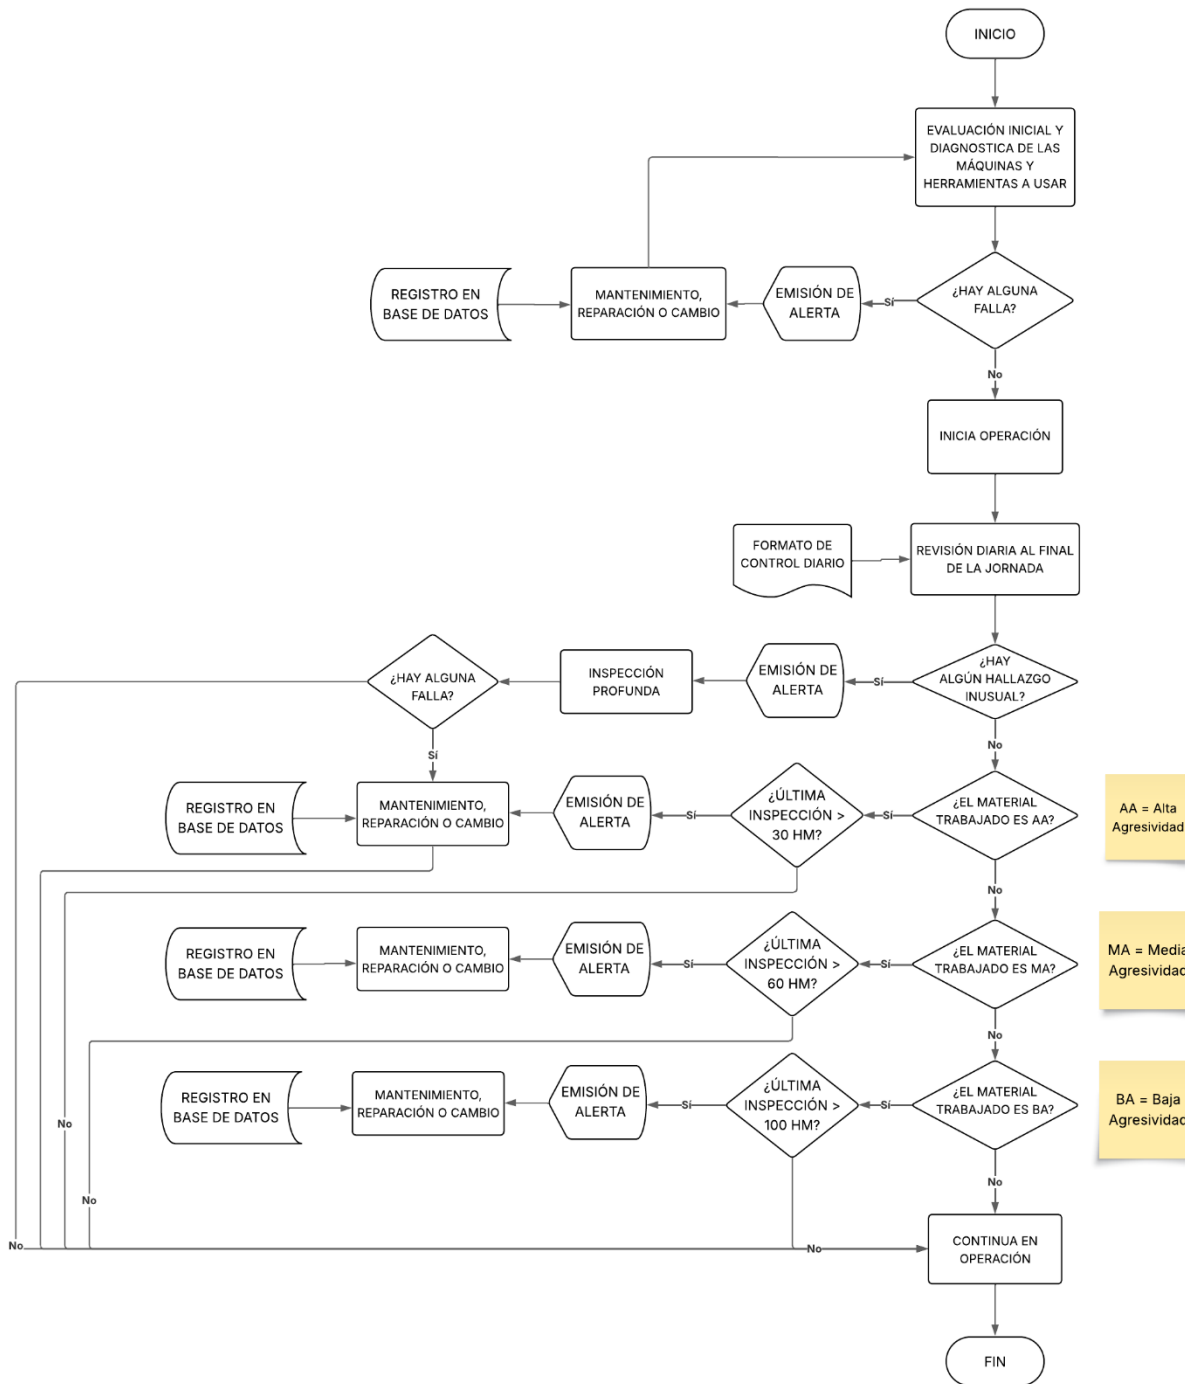 INICIO
EVALUACIÓN INICIAL Y
DIAGNOSTICA DE LAS
MÁQUINAS Y
HERRAMIENTAS A USAR
REGISTRO EN
BASE DE DATOS
MANTENIMIENTO,
REPARACIÓN O CAMBIO
EMISIÓN DE
ALERTA
Sí
¿HAY ALGUNA
FALLA?
No
INICIA OPERACIÓN
FORMATO DE
CONTROL DIARIO
REVISIÓN DIARIA AL FINAL
DE LA JORNADA
¿HAY ALGUNA
FALLA?
INSPECCIÓN
PROFUNDA
EMISIÓN DE
ALERTA
Sí
¿HAY
ALGÚN HALLAZGO
INUSUAL?
Sí
No
REGISTRO EN
BASE DE DATOS
MANTENIMIENTO,
REPARACIÓN O CAMBIO
EMISIÓN DE
ALERTA
Sí
¿ÚLTIMA
INSPECCIÓN >
30 HM?
Sí
¿EL MATERIAL
TRABAJADO ES AA?
AA = Alta
Agresividad
No
REGISTRO EN
BASE DE DATOS
MANTENIMIENTO,
REPARACIÓN O CAMBIO
EMISIÓN DE
ALERTA
Sí
¿ÚLTIMA
INSPECCIÓN >
60 HM?
Sí
¿EL MATERIAL
TRABAJADO ES MA?
MA = Media
Agresividad
No
REGISTRO EN
BASE DE DATOS
MANTENIMIENTO,
REPARACIÓN O CAMBIO
EMISIÓN DE
ALERTA
Sí
¿ÚLTIMA
INSPECCIÓN >
100 HM?
Sí
¿EL MATERIAL
TRABAJADO ES BA?
BA = Baja
Agresividad
No
No
No
No
No
CONTINUA EN
OPERACIÓN
FIN